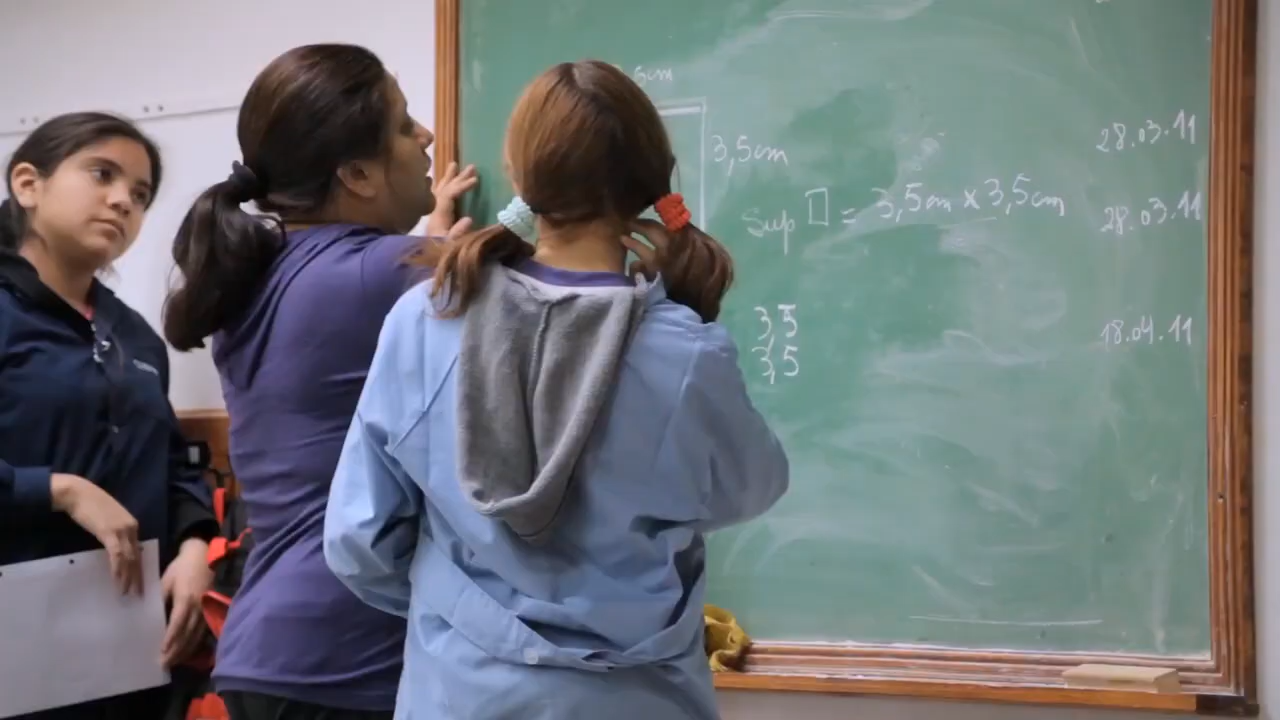 5cm
3,5cm
Sup □ = 3,5cm x 3,5cm
3,5
3,5
28.03.11
28.03.11
18.04.11